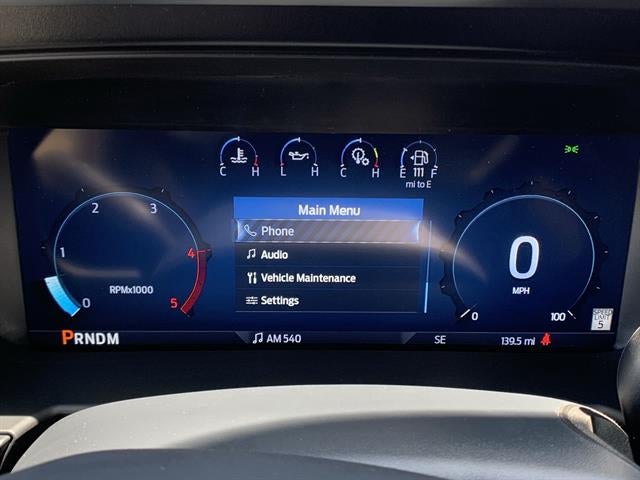 C H
L H
C H
E 111 F
mi to E
Main Menu
Phone
Audio
Vehicle Maintenance
Settings
0 1 2 3 4 5
RPMx1000
0
MPH
0 100
SPEED LIMIT
5
PRNDM
AM 540
SE
139.5 mi